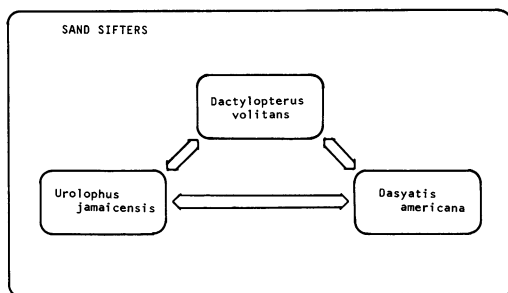 SAND SIFTERS
Dactylopterus
volitans
Urolophus
jamaicensis
Dasyatis
americana